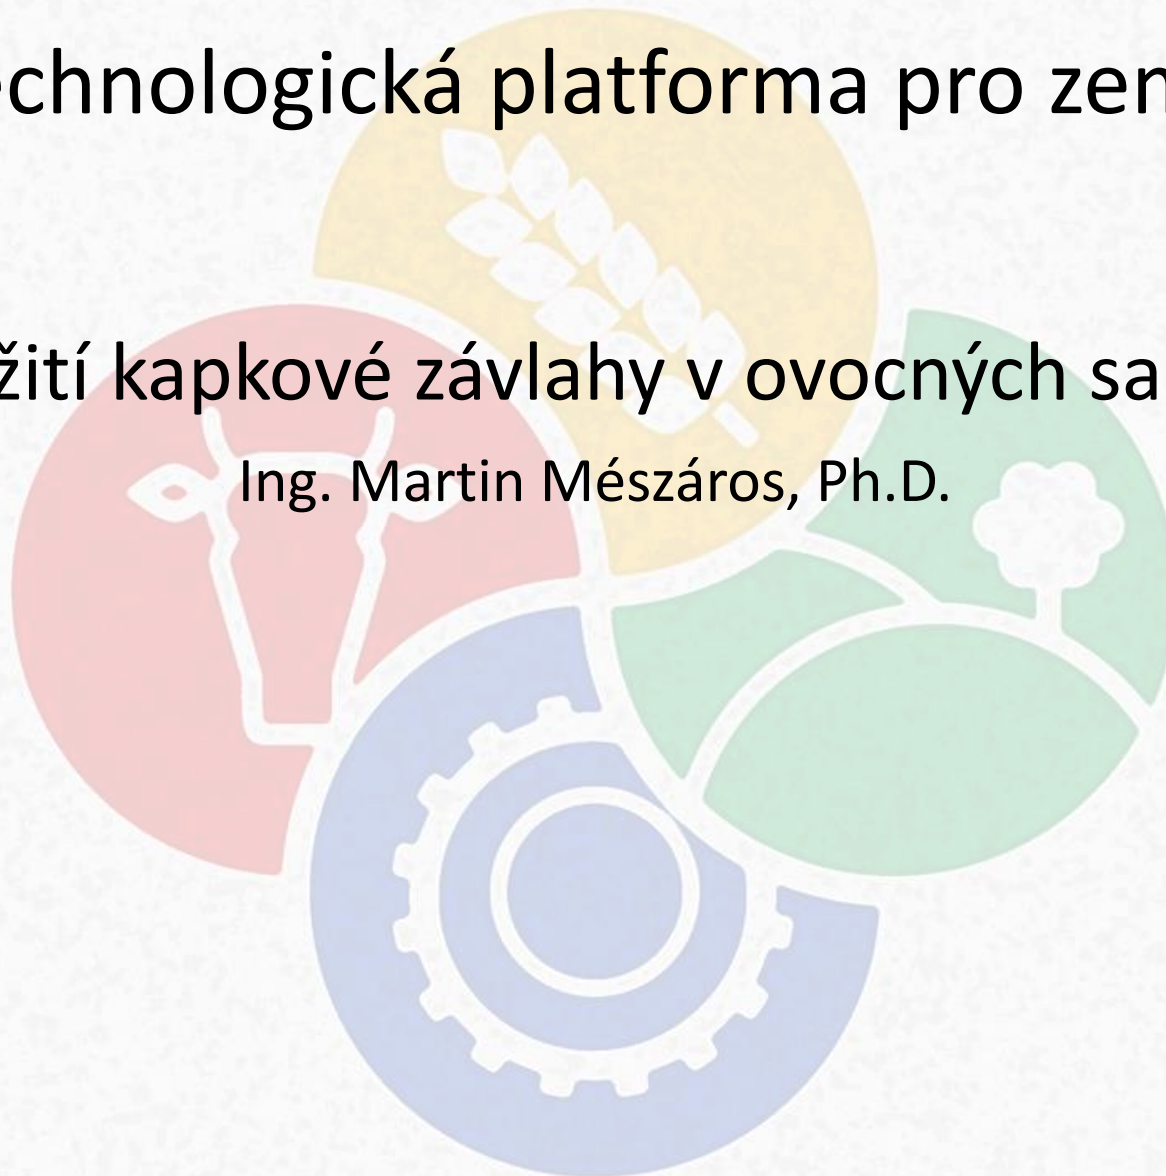 echnologická platforma pro zem
žití kapkové závlahy v ovocných sa
Ing. Martin Mészáros, Ph.D.